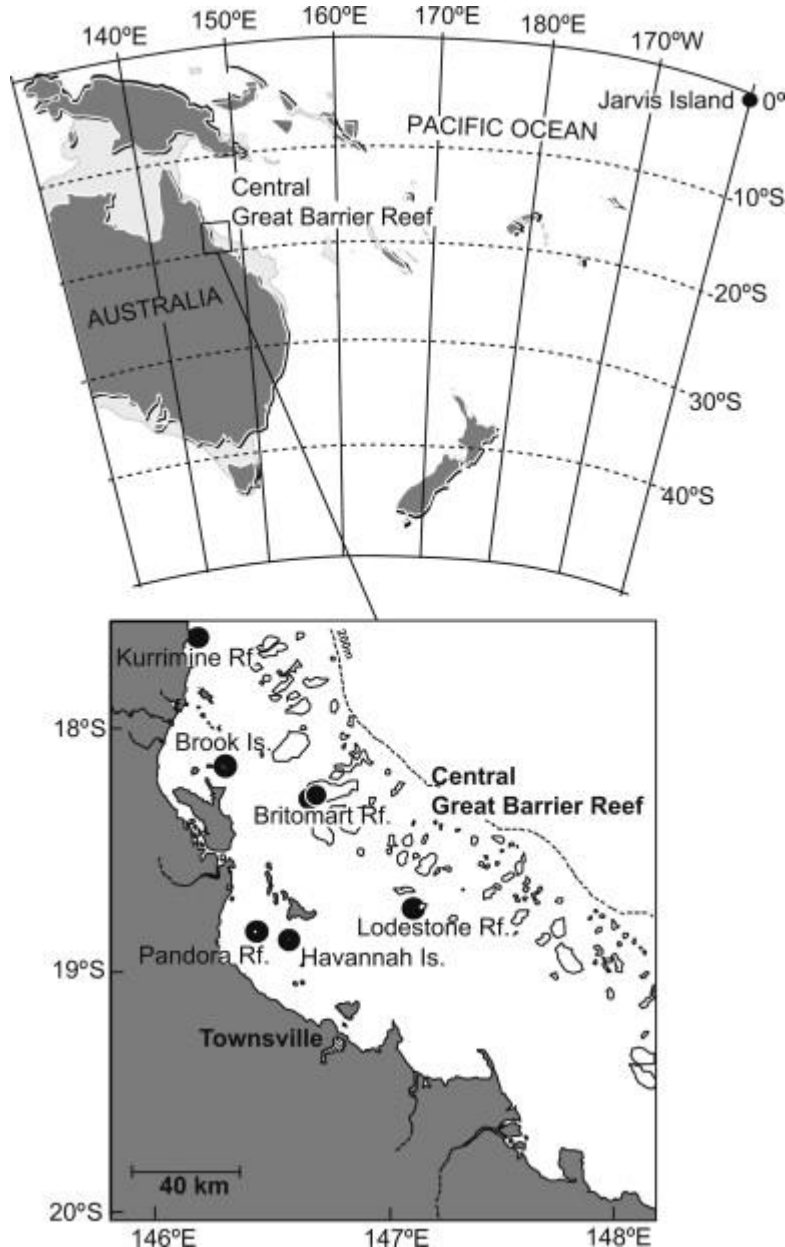 140ºE
150ºE
160ºE
170ºE
180ºE
170ºW
Jarvis Island
0º
PACIFIC OCEAN
10ºS
Central
Great Barrier Reef
20ºS
AUSTRALIA
30ºS
40ºS
Kurrimine Rf.
200m
18ºS
Brook Is.
Central
Great Barrier Reef
Britomart Rf.
Lodestone Rf.
Pandora Rf.
Havannah Is.
19ºS
Townsville
40 km
20ºS
146ºE
147ºE
148ºE